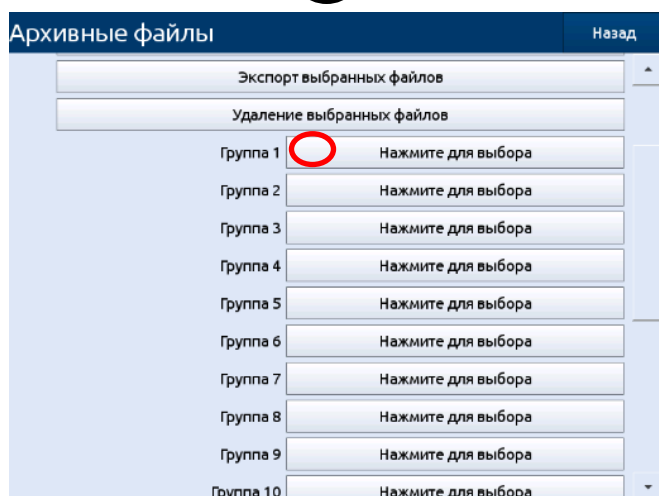 Архивные файлы Назад
Экспорт выбранных файлов
Удаление выбранных файлов
Группа 1 Нажмите для выбора
Группа 2 Нажмите для выбора
Группа 3 Нажмите для выбора
Группа 4 Нажмите для выбора
Группа 5 Нажмите для выбора
Группа 6 Нажмите для выбора
Группа 7 Нажмите для выбора
Группа 8 Нажмите для выбора
Группа 9 Нажмите для выбора
Группа 10 Нажмите для выбора